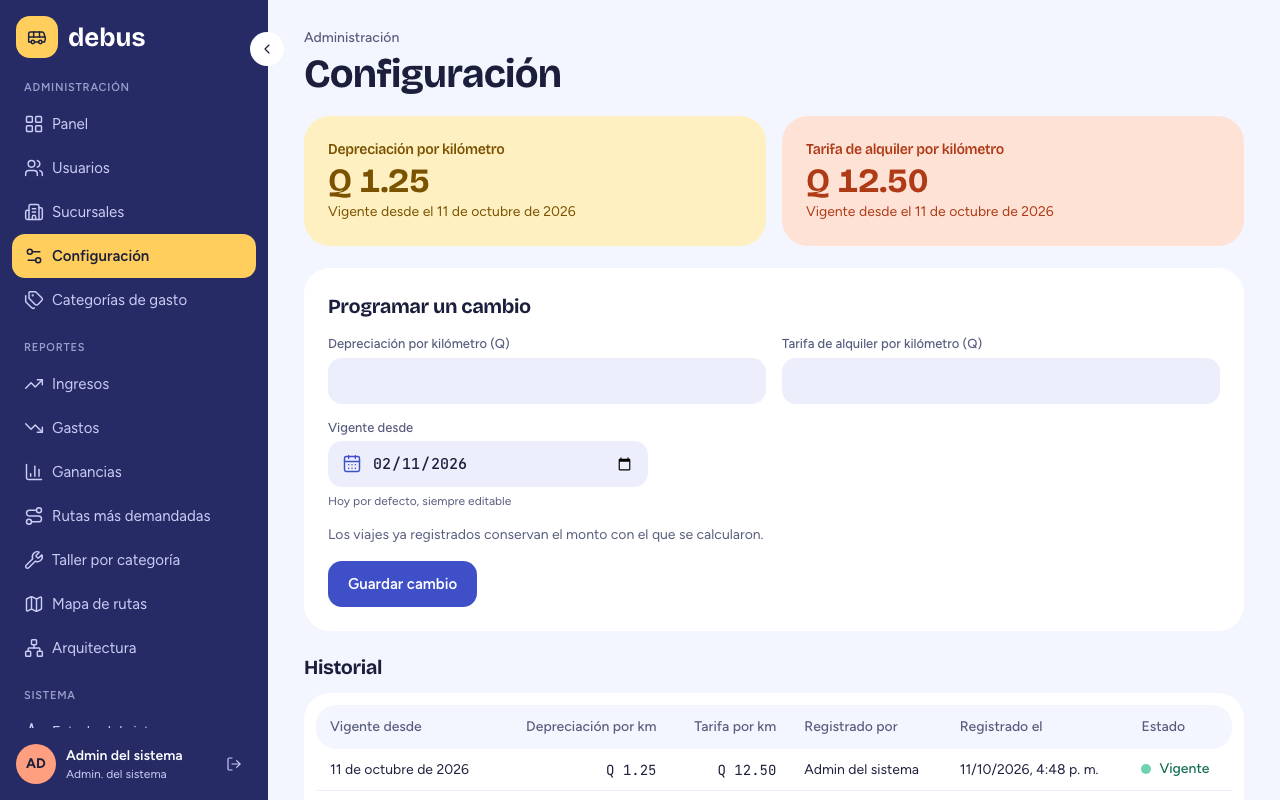 debus
ADMINISTRACIÓN
Panel
Usuarios
Sucursales
Configuración
Categorías de gasto
REPORTES
Ingresos
Gastos
Ganancias
Rutas más demandadas
Taller por categoría
Mapa de rutas
Arquitectura
SISTEMA
AD
Admin del sistema
Admin. del sistema
Administración
Configuración
Depreciación por kilómetro
Q 1.25
Vigente desde el 11 de octubre de 2026
Tarifa de alquiler por kilómetro
Q 12.50
Vigente desde el 11 de octubre de 2026
Programar un cambio
Depreciación por kilómetro (Q)
Tarifa de alquiler por kilómetro (Q)
Vigente desde
02/11/2026
Hoy por defecto, siempre editable
Los viajes ya registrados conservan el monto con el que se calcularon.
Guardar cambio
Historial
Vigente desde Depreciación por km Tarifa por km Registrado por Registrado el Estado
11 de octubre de 2026 Q 1.25 Q 12.50 Admin del sistema 11/10/2026, 4:48 p. m. Vigente